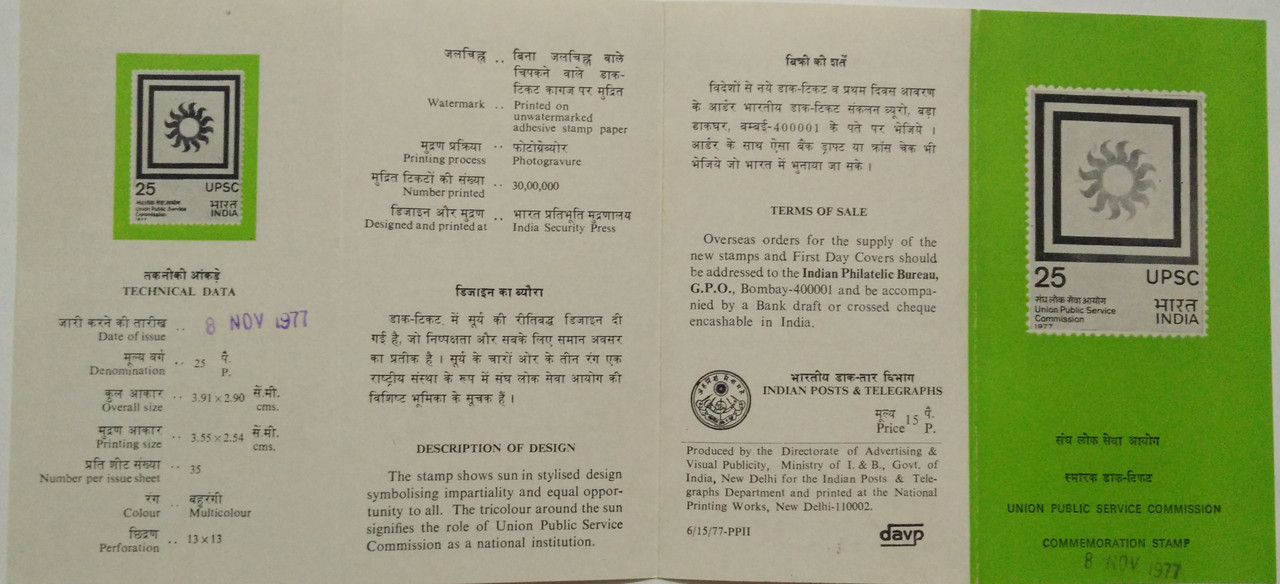 25 UPSC
संघ लोक सेवा आयोग
Union Public Service
Commission
1977
भारत
INDIA
तकनीकी आंकड़े
TECHNICAL DATA
जारी करने की तारीख .. 8 NOV 1977
Date of issue
मूल्य वर्ग .. 25 पै.
Denomination P.
कुल आकार .. 3.91 × 2.90 सें.मी.
Overall size cms.
मुद्रण आकार .. 3.55 × 2.54 सें.मी.
Printing size cms.
प्रति शीट संख्या .. 35
Number per issue sheet
रंग .. बहुरंगी
Colour Multicolour
छिद्रण .. 13 × 13
Perforation
जलचिह्न .. बिना जलचिह्न वाले
चिपकने वाले डाक-
टिकट कागज पर मुद्रित
Watermark .. Printed on
unwatermarked
adhesive stamp paper
मुद्रण प्रक्रिया .. फोटोग्रेव्योर
Printing process Photogravure
मुद्रित टिकटों की संख्या .. 30,00,000
Number printed
डिजाइन और मुद्रण .. भारत प्रतिभूति मुद्रणालय
Designed and printed at India Security Press
डिजाइन का ब्यौरा
डाक-टिकट में सूर्य की रीतिबद्ध डिजाइन दी
गई है, जो निष्पक्षता और सबके लिए समान अवसर
का प्रतीक है । सूर्य के चारों ओर के तीन रंग एक
राष्ट्रीय संस्था के रूप में संघ लोक सेवा आयोग की
विशिष्ट भूमिका के सूचक हैं ।
DESCRIPTION OF DESIGN
The stamp shows sun in stylised design
symbolising impartiality and equal oppor-
tunity to all. The tricolour around the sun
signifies the role of Union Public Service
Commission as a national institution.
बिक्री की शर्तें
विदेशों से नये डाक-टिकट व प्रथम दिवस आवरण
के आर्डर भारतीय डाक-टिकट संकलन ब्यूरो, बड़ा
डाकघर, बम्बई-400001 के पते पर भेजिये ।
आर्डर के साथ ऐसा बैंक ड्राफ्ट या क्रॉस चेक भी
भेजिये जो भारत में भुनाया जा सके ।
TERMS OF SALE
Overseas orders for the supply of the
new stamps and First Day Covers should
be addressed to the Indian Philatelic Bureau,
G.P.O., Bombay-400001 and be accompa-
nied by a Bank draft or crossed cheque
encashable in India.
भारतीय डाक-तार विभाग
INDIAN POSTS & TELEGRAPHS
मूल्य 15 पै.
Price P.
Produced by the Directorate of Advertising &
Visual Publicity, Ministry of I. & B., Govt. of
India, New Delhi for the Indian Posts & Tele-
graphs Department and printed at the National
Printing Works, New Delhi-110002.
6/15/77-PPII davp
25 UPSC
संघ लोक सेवा आयोग
Union Public Service
Commission
1977
भारत
INDIA
संघ लोक सेवा आयोग
स्मारक डाक-टिकट
UNION PUBLIC SERVICE COMMISSION
COMMEMORATION STAMP
8 NOV 1977